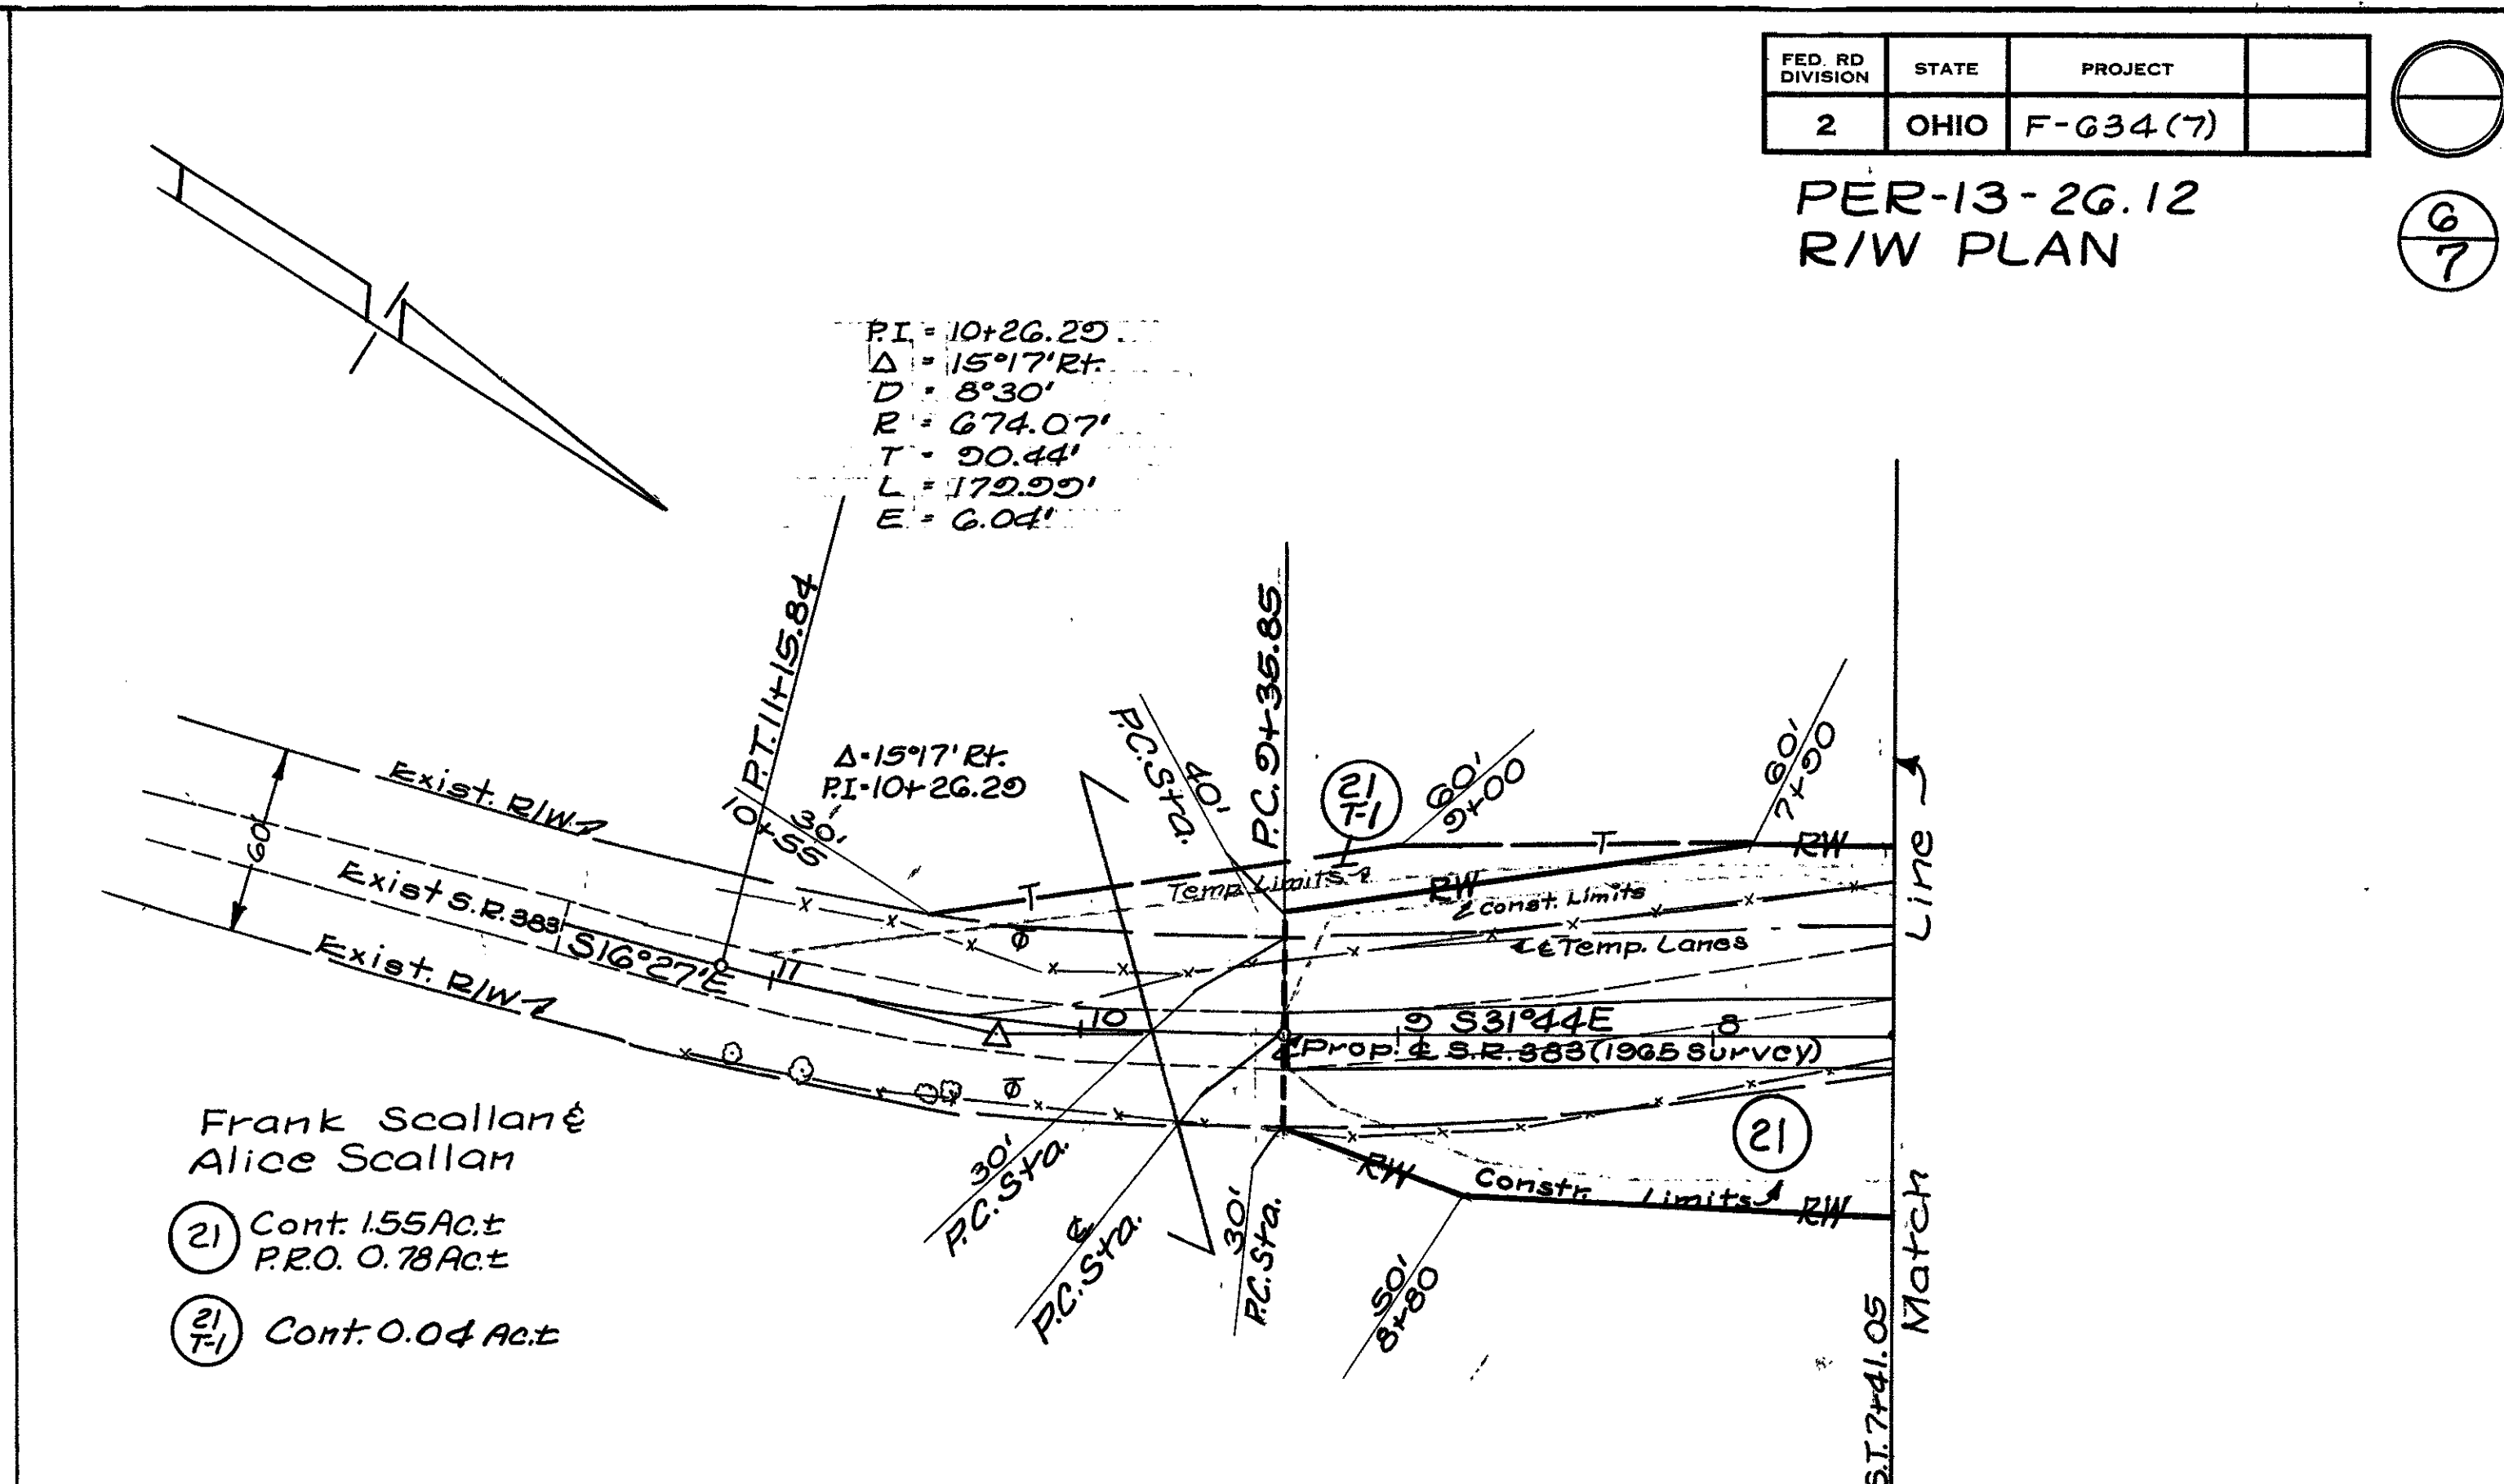 FED. RD DIVISION STATE PROJECT
2 OHIO F-634(7)
PER-13-26.12
R/W PLAN
6
7
P.I. = 10+26.29
Δ = 15°17' Rt.
D = 8°30'
R = 674.07'
T = 90.44'
L = 179.99'
E = 6.04'
P.T. 11+15.84
Δ=15°17' Rt.
P.I.=10+26.29
30'
10+55
P.C. Sta.
40'
P.C. 9+35.85
21
T-1
60'
9+00
60'
7+90
Exist. R/W
60'
Exist S.R. 383
Exist. R/W
S16°27'E
11
T
Temp. Limits
T
RW
RW
Const. Limits
℄ Temp. Lanes
10
9 S31°44'E 8
Prop. ℄ S.R. 383 (1965 Survey)
21
RW
Constr. Limits RW
30'
P.C. Sta.
℄
P.C. Sta.
30'
P.C. Sta.
50'
8+80
Match Line
S.T. 7+41.05
Frank Scallan &
Alice Scallan
21 Cont. 1.55 Ac.±
P.R.O. 0.78 Ac.±
21
T-1 Cont. 0.04 Ac.±